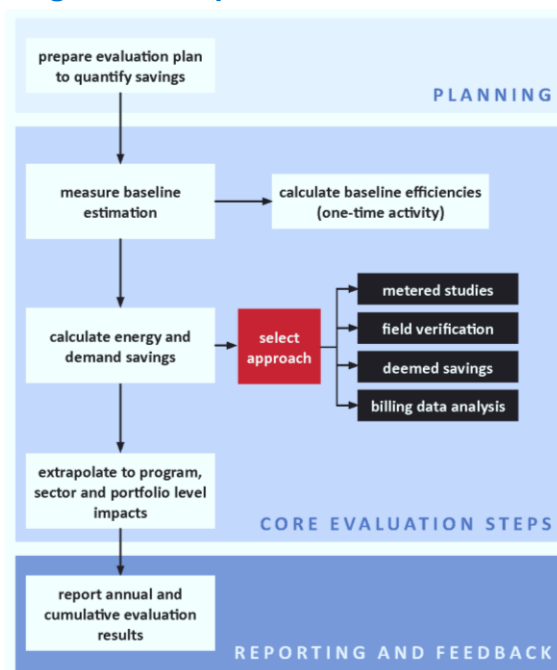 prepare evaluation plan
to quantify savings
PLANNING
measure baseline
estimation
calculate baseline efficiencies
(one-time activity)
calculate energy and
demand savings
select
approach
metered studies
field verification
deemed savings
billing data analysis
extrapolate to program,
sector and portfolio level
impacts
CORE EVALUATION STEPS
report annual and
cumulative evaluation
results
REPORTING AND FEEDBACK